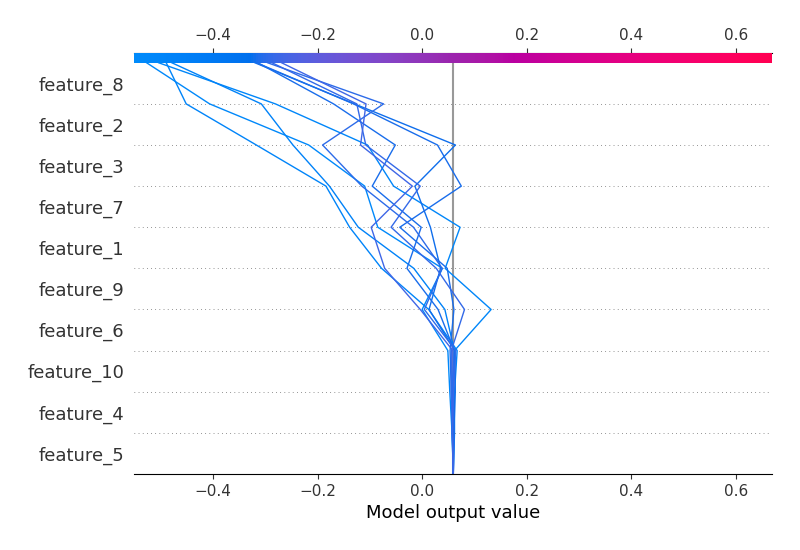 −0.4 −0.2 0.0 0.2 0.4 0.6
feature_8
feature_2
feature_3
feature_7
feature_1
feature_9
feature_6
feature_10
feature_4
feature_5
−0.4 −0.2 0.0 0.2 0.4 0.6
Model output value